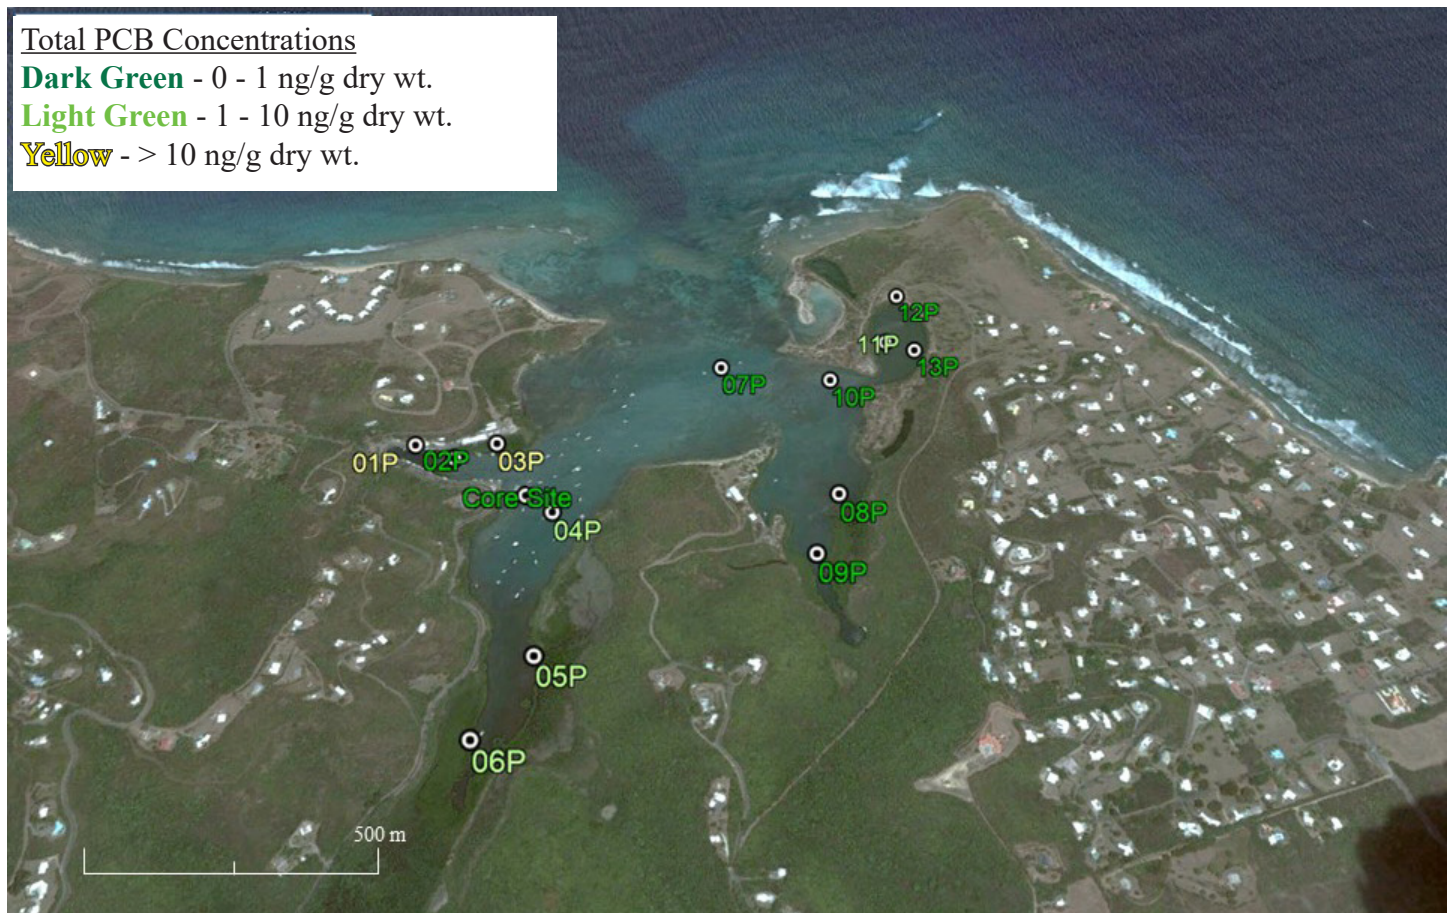 Total PCB Concentrations
Dark Green - 0 - 1 ng/g dry wt.
Light Green - 1 - 10 ng/g dry wt.
Yellow - > 10 ng/g dry wt.
12P
11P
13P
07P
10P
01P
02P
03P
Core Site
08P
04P
09P
05P
06P
500 m